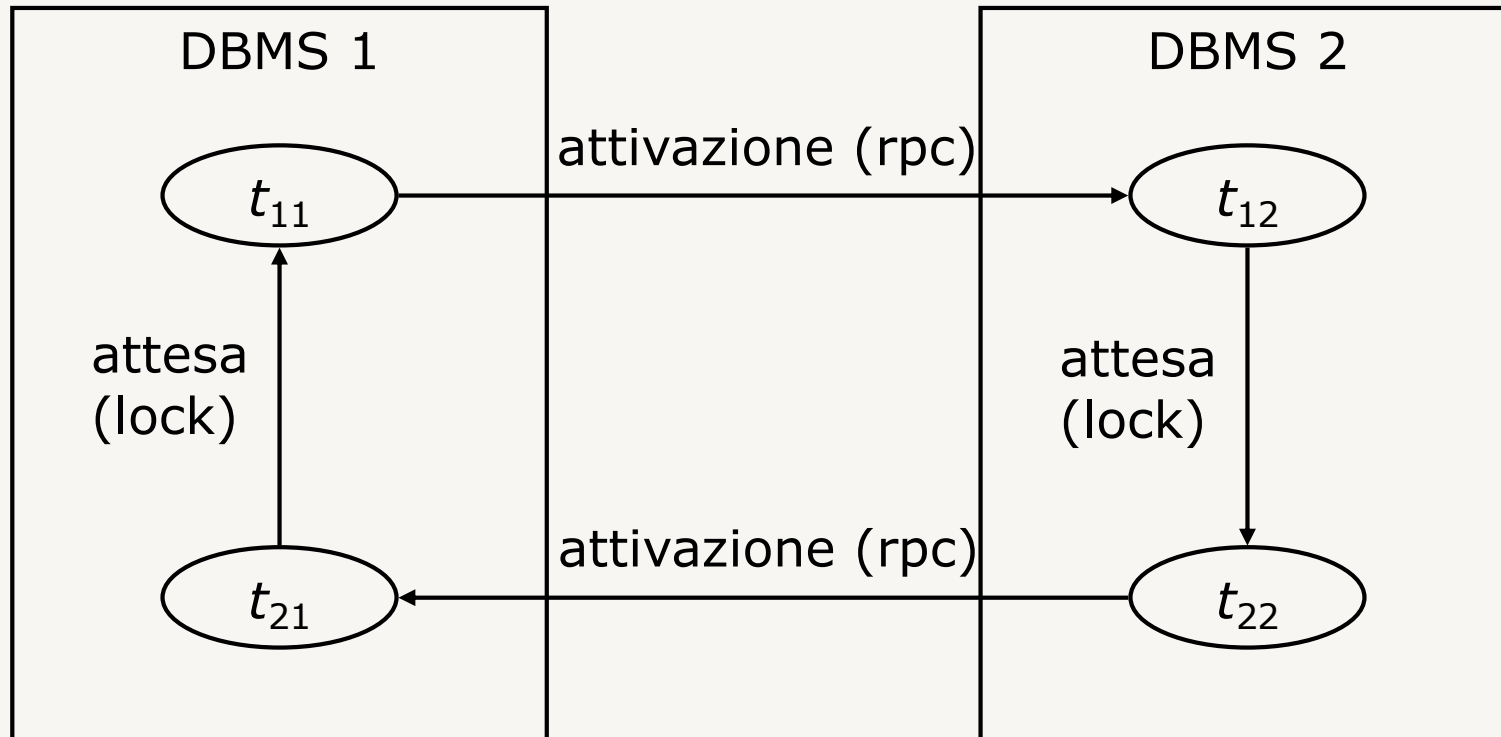 DBMS 1
DBMS 2
attivazione (rpc)
t11
t12
attesa
(lock)
attesa
(lock)
attivazione (rpc)
t21
t22